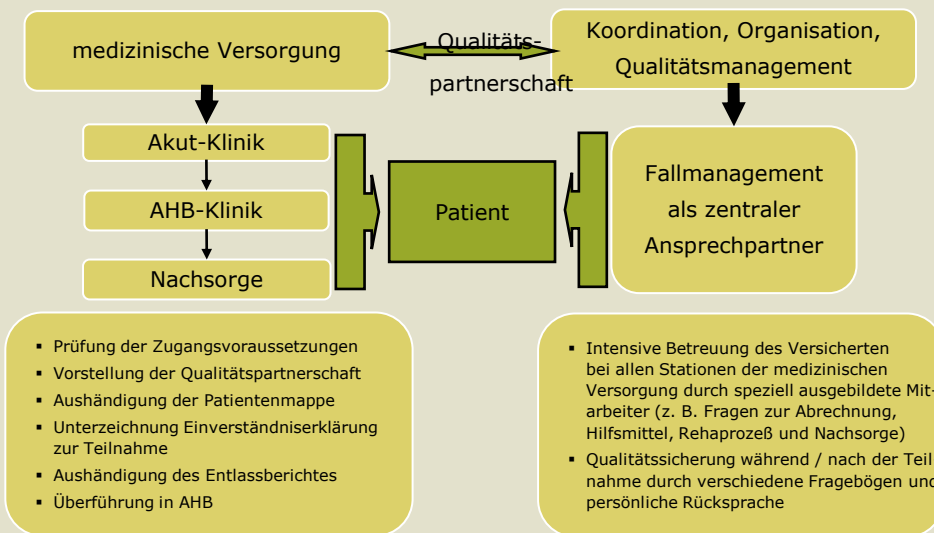 medizinische Versorgung
Qualitäts-
partnerschaft
Koordination, Organisation,
Qualitätsmanagement
Akut-Klinik
AHB-Klinik
Nachsorge
Patient
Fallmanagement
als zentraler
Ansprechpartner
▪ Prüfung der Zugangsvoraussetzungen
▪ Vorstellung der Qualitätspartnerschaft
▪ Aushändigung der Patientenmappe
▪ Unterzeichnung Einverständniserklärung
zur Teilnahme
▪ Aushändigung des Entlassberichtes
▪ Überführung in AHB
▪ Intensive Betreuung des Versicherten
bei allen Stationen der medizinischen
Versorgung durch speziell ausgebildete Mit-
arbeiter (z. B. Fragen zur Abrechnung,
Hilfsmittel, Rehaprozeß und Nachsorge)
▪ Qualitätssicherung während / nach der Teil
nahme durch verschiedene Fragebögen und
persönliche Rücksprache